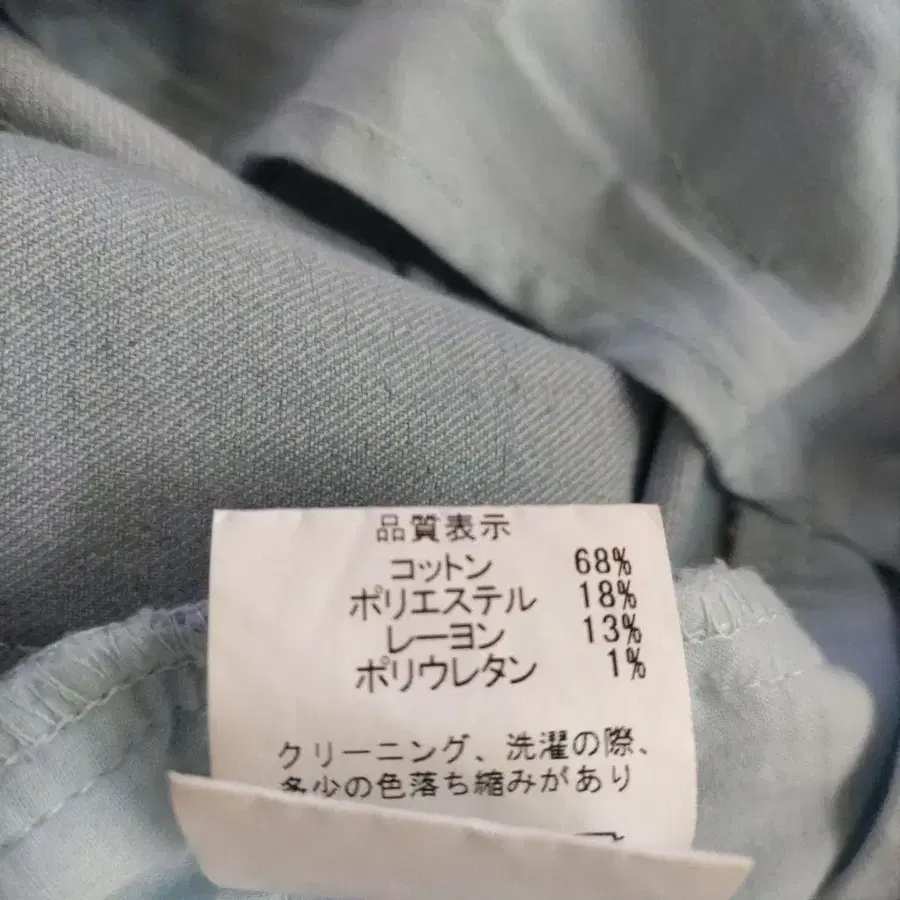 品質表示
コットン 68%
ポリエステル 18%
レーヨン 13%
ポリウレタン 1%
クリーニング、洗濯の際、
多少の色落ち縮みがあり